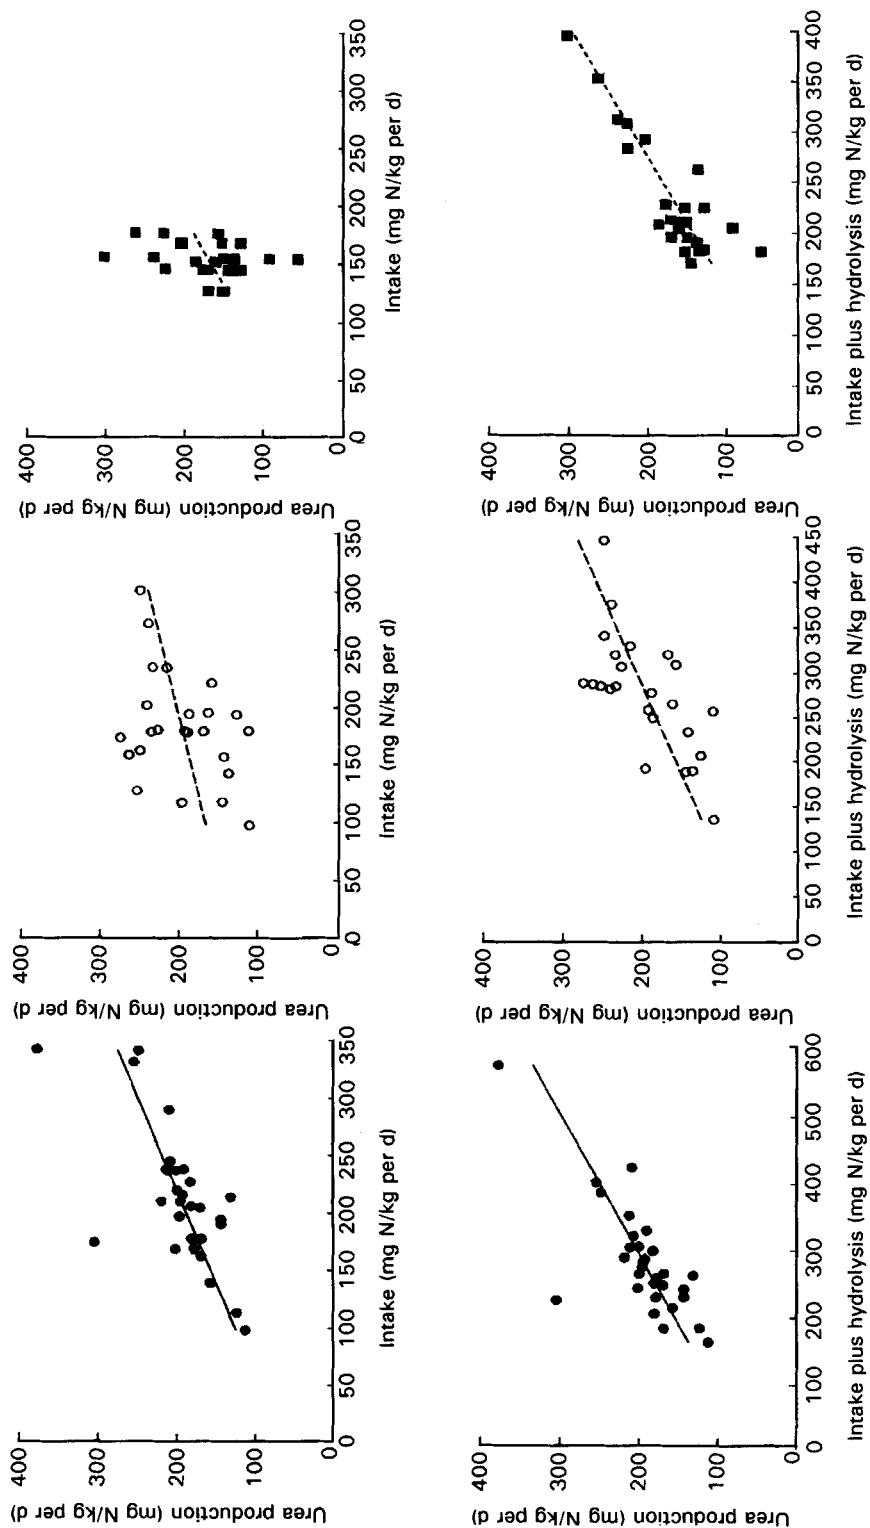 Urea production (mg N/kg per d)
400
300
200
100
0 50 100 150 200 250 300 350
Intake (mg N/kg per d)
Urea production (mg N/kg per d)
400
300
200
100
0 50 100 150 200 250 300 350
Intake (mg N/kg per d)
Urea production (mg N/kg per d)
400
300
200
100
0 50 100 150 200 250 300 350
Intake (mg N/kg per d)
Urea production (mg N/kg per d)
400
300
200
100
0 100 200 300 400 500 600
Intake plus hydrolysis (mg N/kg per d)
Urea production (mg N/kg per d)
400
300
200
100
0 50 100 150 200 250 300 350 400 450
Intake plus hydrolysis (mg N/kg per d)
Urea production (mg N/kg per d)
400
300
200
100
0 50 100 150 200 250 300 350 400
Intake plus hydrolysis (mg N/kg per d)